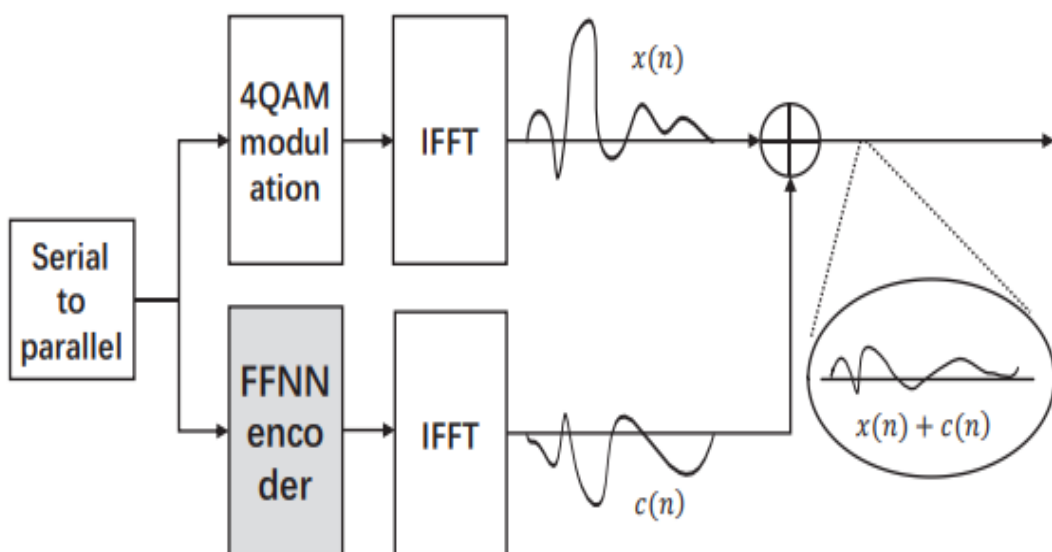 Serial
to
parallel
4QAM
modul
ation
IFFT
x(n)
FFNN
enco
der
IFFT
c(n)
x(n) + c(n)